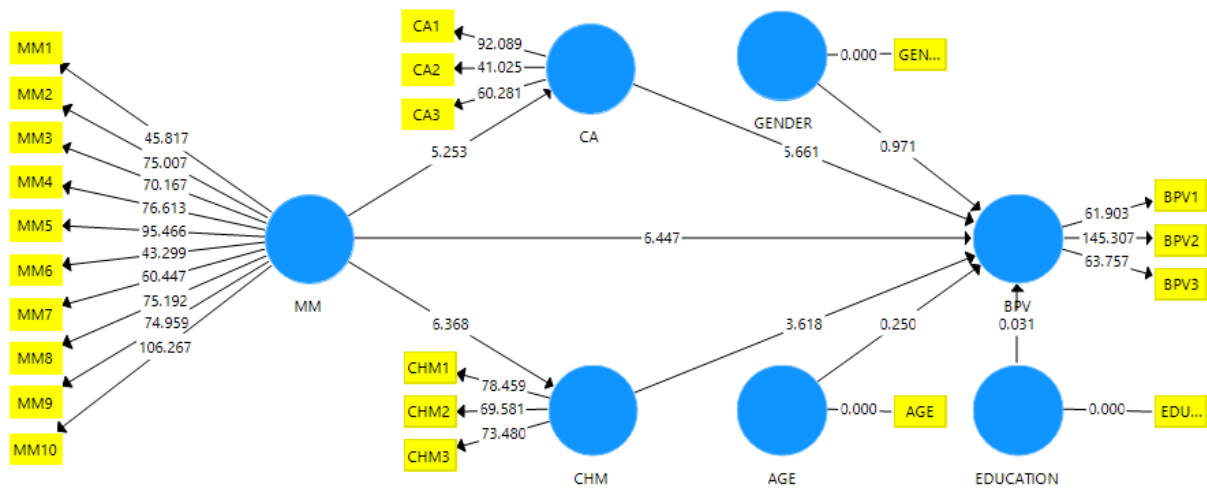 MM1
MM2
MM3
MM4
MM5
MM6
MM7
MM8
MM9
MM10
45.817
75.007
70.167
76.613
95.466
43.299
60.447
75.192
74.959
106.267
MM
5.253
6.447
6.368
CA1
CA2
CA3
92.089
41.025
60.281
CA
CHM1
CHM2
CHM3
78.459
69.581
73.480
CHM
GENDER
0.000
GEN...
5.661
0.971
3.618
0.250
0.031
AGE
0.000
AGE
EDUCATION
0.000
EDU...
BPV
61.903
145.307
63.757
BPV1
BPV2
BPV3